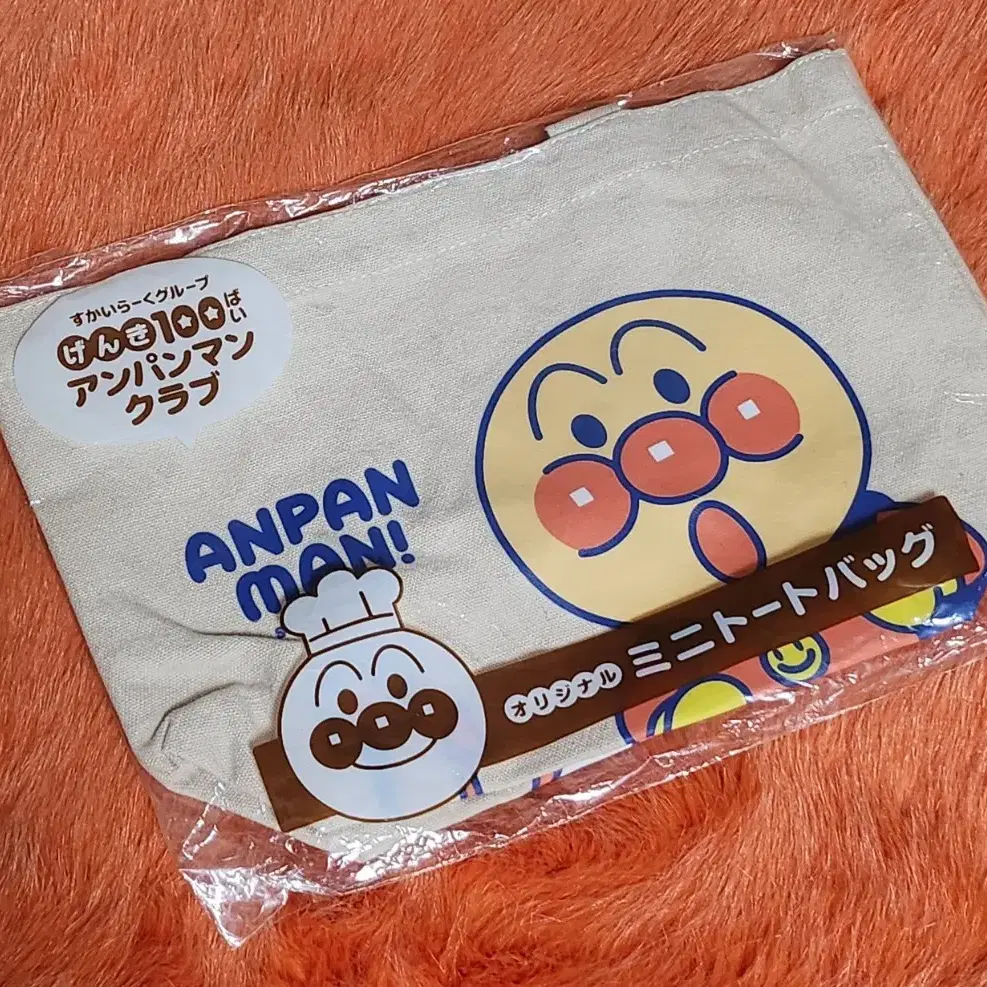 すかいらーくグループ
げんき100ばい
アンパンマン
クラブ
ANPAN
MAN!
オリジナル ミニトートバッグ